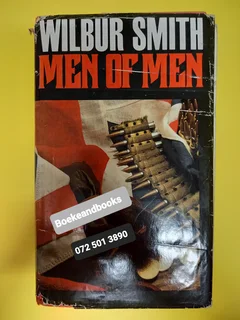 WILBUR SMITH
MEN OF MEN
Boekeandbooks
072 501 3890